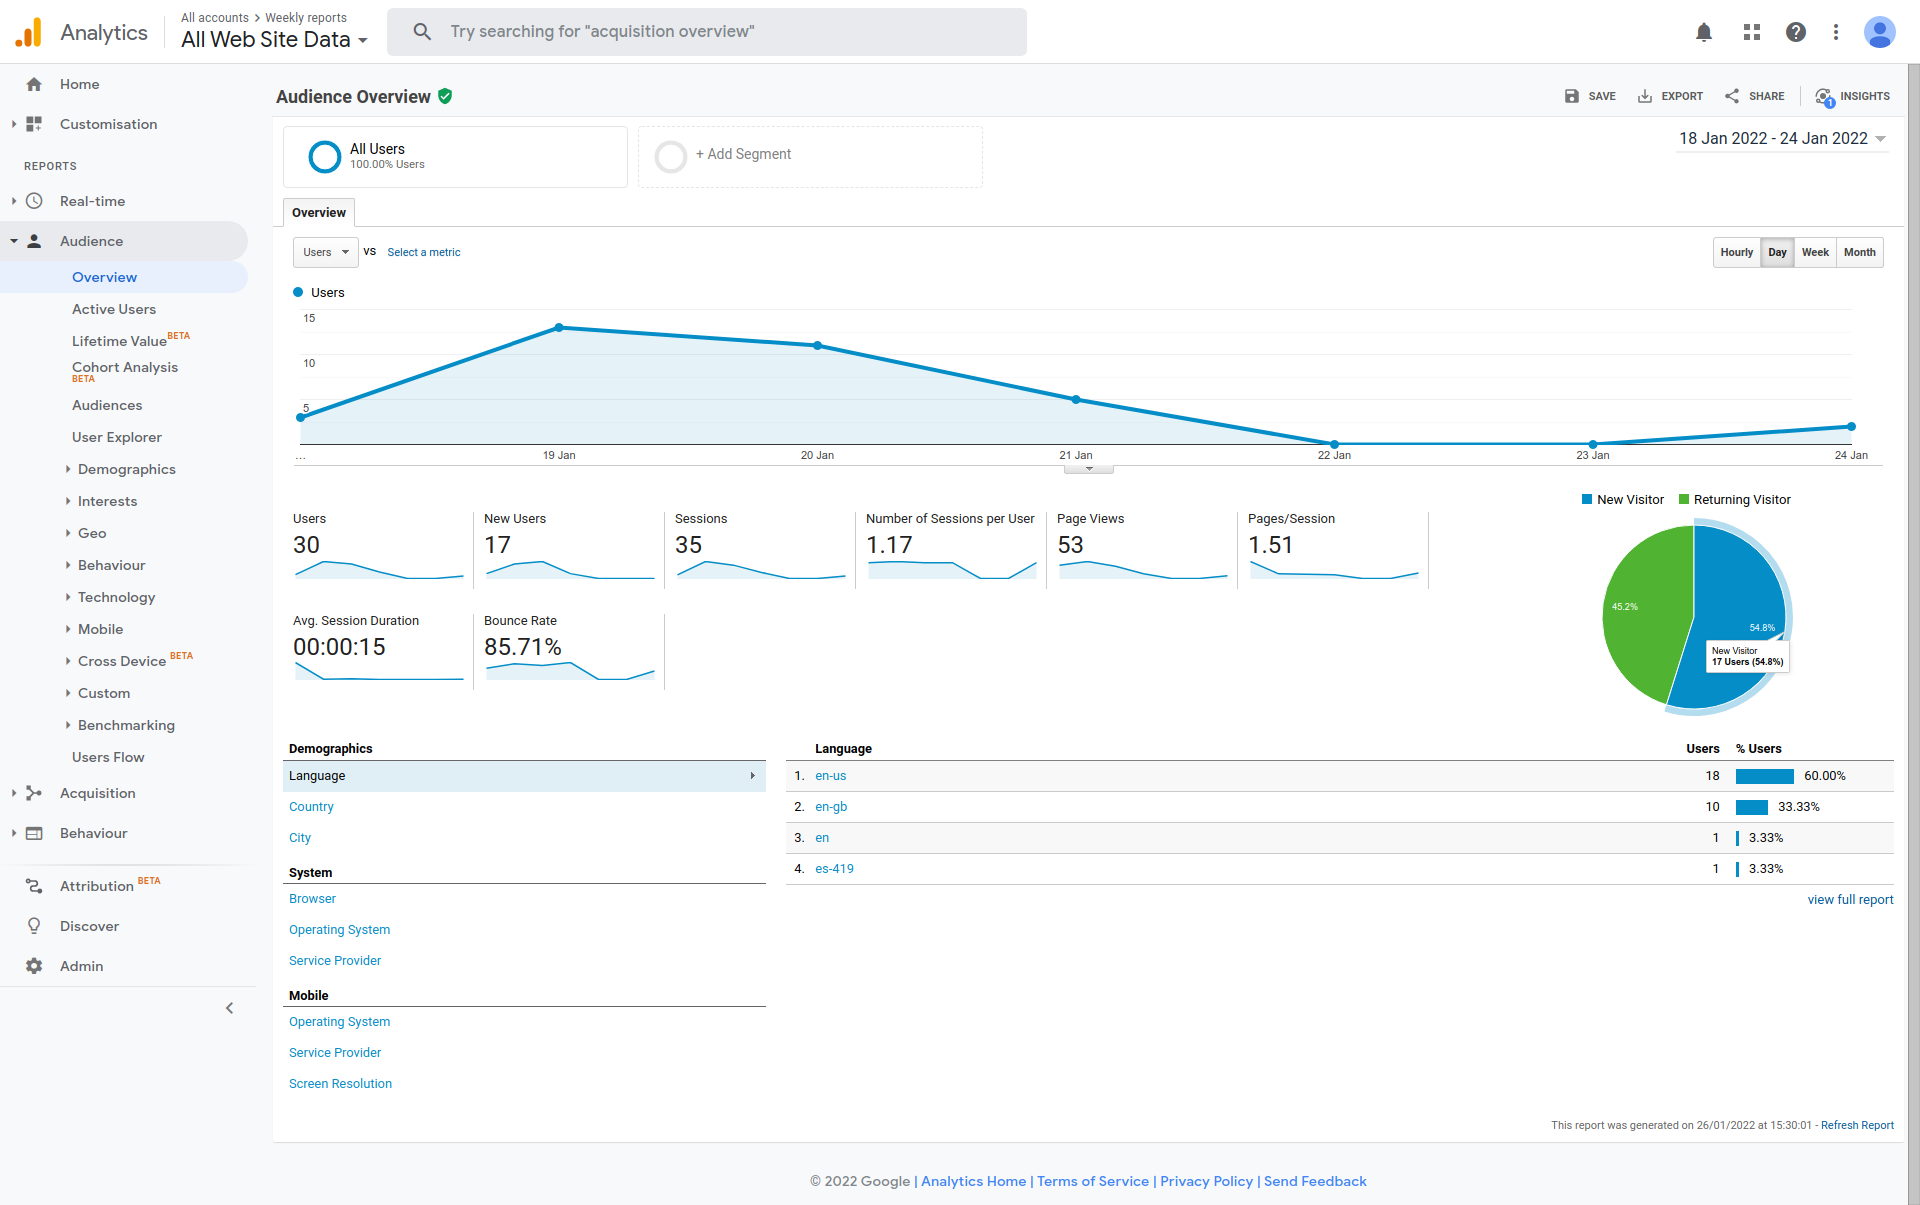 Analytics
All accounts > Weekly reports
All Web Site Data
Try searching for "acquisition overview"
Home
Customisation
REPORTS
Real-time
Audience
Overview
Active Users
Lifetime Value BETA
Cohort Analysis
BETA
Audiences
User Explorer
Demographics
Interests
Geo
Behaviour
Technology
Mobile
Cross Device BETA
Custom
Benchmarking
Users Flow
Acquisition
Behaviour
Attribution BETA
Discover
Admin
Audience Overview
SAVE
EXPORT
SHARE
1
INSIGHTS
All Users
100.00% Users
+ Add Segment
18 Jan 2022 - 24 Jan 2022
Overview
Users
VS
Select a metric
Hourly
Day
Week
Month
Users
15
10
5
...
19 Jan
20 Jan
21 Jan
22 Jan
23 Jan
24 Jan
Users
30
New Users
17
Sessions
35
Number of Sessions per User
1.17
Page Views
53
Pages/Session
1.51
Avg. Session Duration
00:00:15
Bounce Rate
85.71%
New Visitor
Returning Visitor
45.2%
54.8%
New Visitor
17 Users (54.8%)
Demographics
Language
Country
City
System
Browser
Operating System
Service Provider
Mobile
Operating System
Service Provider
Screen Resolution
Language Users % Users
1. en-us 18 60.00%
2. en-gb 10 33.33%
3. en 1 3.33%
4. es-419 1 3.33%
view full report
This report was generated on 26/01/2022 at 15:30:01 - Refresh Report
© 2022 Google | Analytics Home | Terms of Service | Privacy Policy | Send Feedback